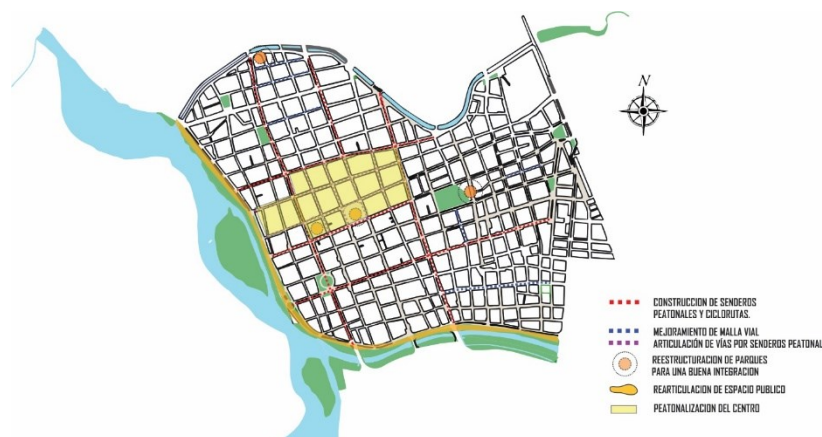 N
CONSTRUCCION DE SENDEROS
PEATONALES Y CICLORUTAS.
MEJORAMIENTO DE MALLA VIAL
ARTICULACIÓN DE VÍAS POR SENDEROS PEATONAL
REESTRUCTURACION DE PARQUES
PARA UNA BUENA INTEGRACION
REARTICULACION DE ESPACIO PUBLICO
PEATONALIZACION DEL CENTRO